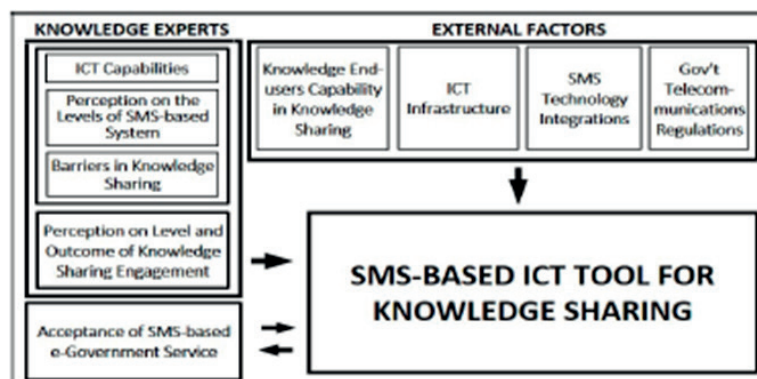 KNOWLEDGE EXPERTS
ICT Capabilities
Perception on the
Levels of SMS-based
System
Barriers in Knowledge
Sharing
Perception on Level and
Outcome of Knowledge
Sharing Engagement
Acceptance of SMS-based
e-Government Service
EXTERNAL FACTORS
Knowledge End-
users Capability
in Knowledge
Sharing
ICT
Infrastructure
SMS
Technology
Integrations
Gov't
Telecom-
munications
Regulations
SMS-BASED ICT TOOL FOR
KNOWLEDGE SHARING